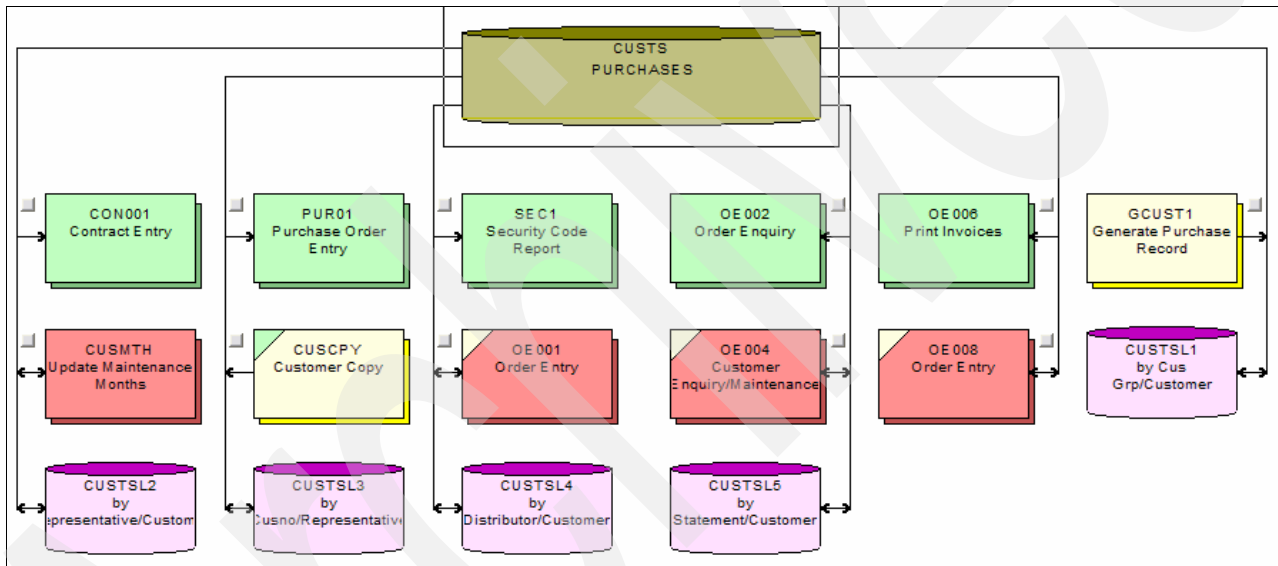 CUSTS
PURCHASES
CON001
Contract Entry
PUR01
Purchase Order
Entry
SEC1
Security Code
Report
OE002
Order Enquiry
OE006
Print Invoices
GCUST1
Generate Purchase
Record
CUSMTH
Update Maintenance
Months
CUSCPY
Customer Copy
OE001
Order Entry
OE004
Customer
Enquiry/Maintenance
OE008
Order Entry
CUSTSL1
by Cus
Grp/Customer
CUSTSL2
by
epresentative/Custom
CUSTSL3
by
Cusno/Representative
CUSTSL4
by
Distributor/Customer
CUSTSL5
by
Statement/Customer